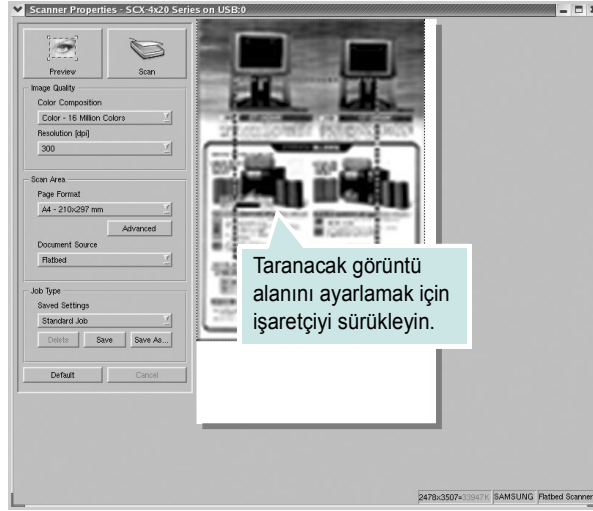 Scanner Properties - SCX-4x20 Series on USB:0
Preview
Scan
Image Quality
Color Composition
Color - 16 Million Colors
Resolution [dpi]
300
Scan Area
Page Format
A4 - 210x297 mm
Advanced
Document Source
Flatbed
Job Type
Saved Settings
Standard Job
Delete
Save
Save As...
Default
Cancel
Taranacak görüntü
alanını ayarlamak için
işaretçiyi sürükleyin.
2478x3507=33947K
SAMSUNG
Flatbed Scanner